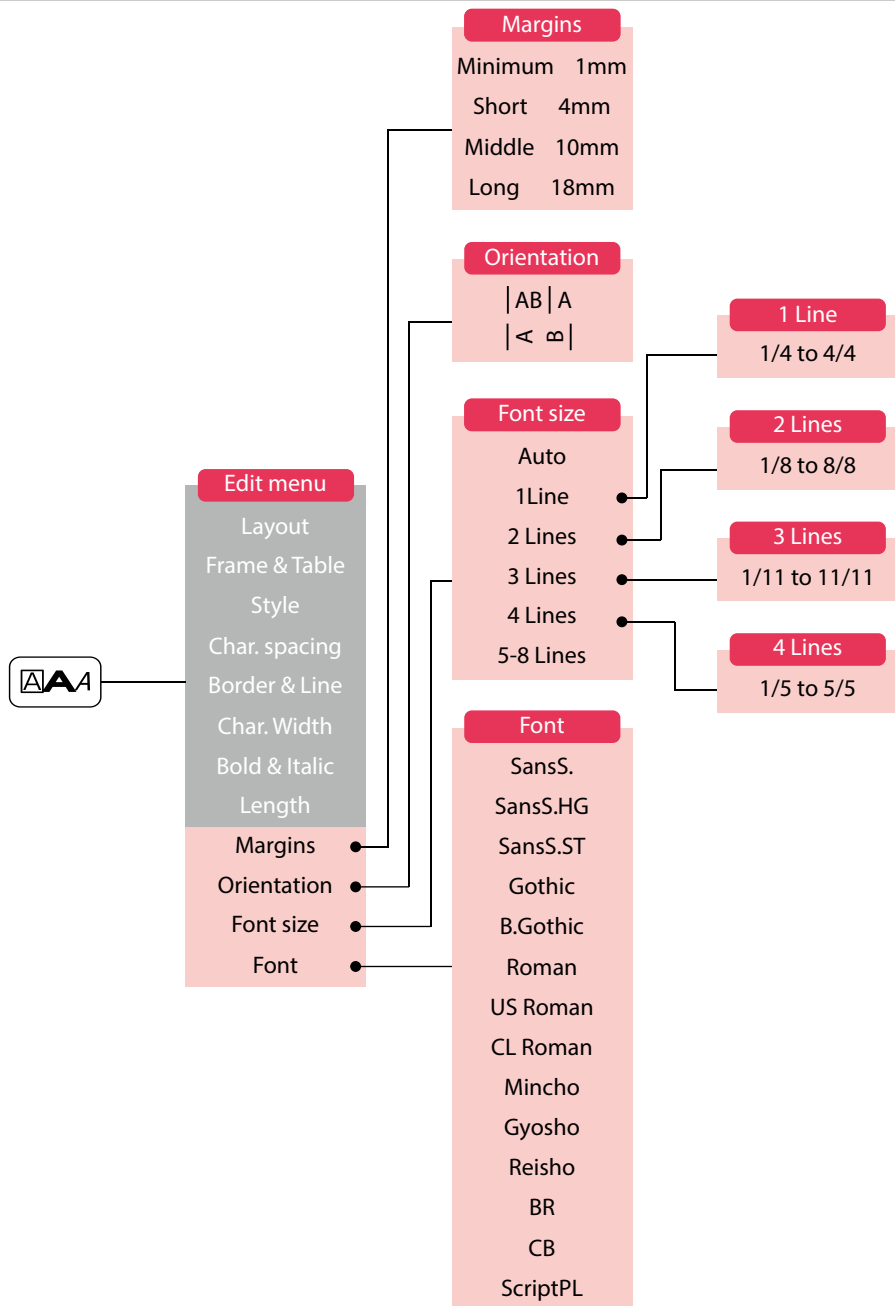 Margins
Minimum 1mm
Short 4mm
Middle 10mm
Long 18mm
Orientation
|AB|A
|A B|
Font size
Auto
1Line
2 Lines
3 Lines
4 Lines
5-8 Lines
1 Line
1/4 to 4/4
2 Lines
1/8 to 8/8
3 Lines
1/11 to 11/11
4 Lines
1/5 to 5/5
AAA
Edit menu
Layout
Frame & Table
Style
Char. spacing
Border & Line
Char. Width
Bold & Italic
Length
Margins
Orientation
Font size
Font
Font
SansS.
SansS.HG
SansS.ST
Gothic
B.Gothic
Roman
US Roman
CL Roman
Mincho
Gyosho
Reisho
BR
CB
ScriptPL